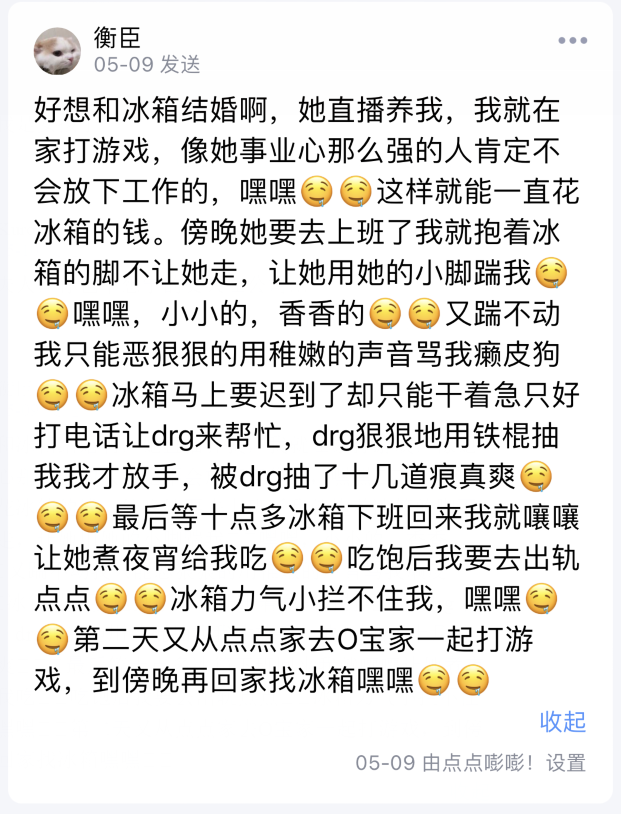 衡臣
05-09 发送
好想和冰箱结婚啊，她直播养我，我就在
家打游戏，像她事业心那么强的人肯定不
会放下工作的，嘿嘿🤤🤤这样就能一直花
冰箱的钱。傍晚她要去上班了我就抱着冰
箱的脚不让她走，让她用她的小脚踹我🤤
🤤嘿嘿，小小的，香香的🤤🤤又踹不动
我只能恶狠狠的用稚嫩的声音骂我癞皮狗
🤤🤤冰箱马上要迟到了却只能干着急只好
打电话让drg来帮忙，drg狠狠地用铁棍抽
我我才放手，被drg抽了十几道痕真爽🤤
🤤🤤最后等十点多冰箱下班回来我就嚷嚷
让她煮夜宵给我吃🤤🤤吃饱后我要去出轨
点点🤤🤤冰箱力气小拦不住我，嘿嘿🤤
🤤第二天又从点点家去O宝家一起打游
戏，到傍晚再回家找冰箱嘿嘿🤤🤤
收起
05-09 由点点嘭嘭！设置